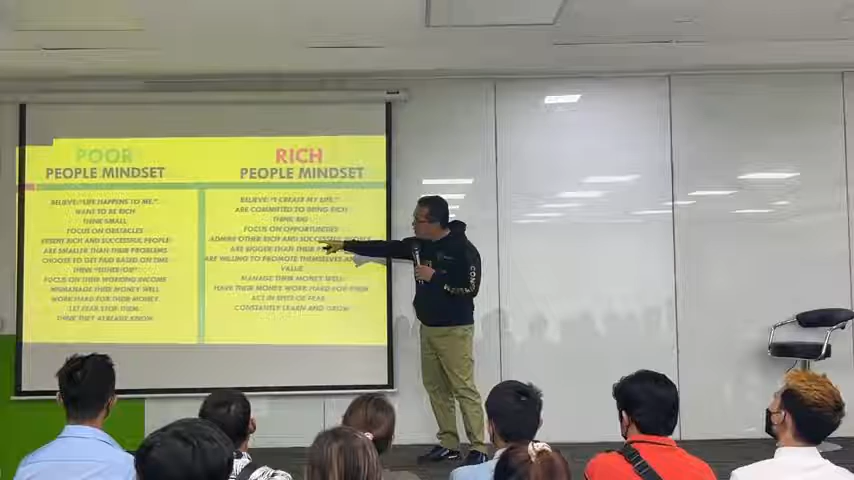 POOR
PEOPLE MINDSET
BELIEVE: "LIFE HAPPENS TO ME."
WANT TO BE RICH
THINK SMALL
FOCUS ON OBSTACLES
RESENT RICH AND SUCCESSFUL PEOPLE
ARE SMALLER THAN THEIR PROBLEMS
CHOOSE TO GET PAID BASED ON TIME
THINK "EITHER/OR"
FOCUS ON THEIR WORKING INCOME
MISMANAGE THEIR MONEY WELL
WORK HARD FOR THEIR MONEY
LET FEAR STOP THEM
THINK THEY ALREADY KNOW
RICH
PEOPLE MINDSET
BELIEVE: "I CREATE MY LIFE."
ARE COMMITTED TO BEING RICH
THINK BIG
FOCUS ON OPPORTUNITIES
ADMIRE OTHER RICH AND SUCCESSFUL PEOPLE
ARE BIGGER THAN THEIR
ARE WILLING TO PROMOTE THEMSELVES
VALUE
MANAGE THEIR MONEY WELL
HAVE THEIR MONEY WORK HARD FOR THEM
ACT IN SPITE OF FEAR
CONSTANTLY LEARN AND GROW